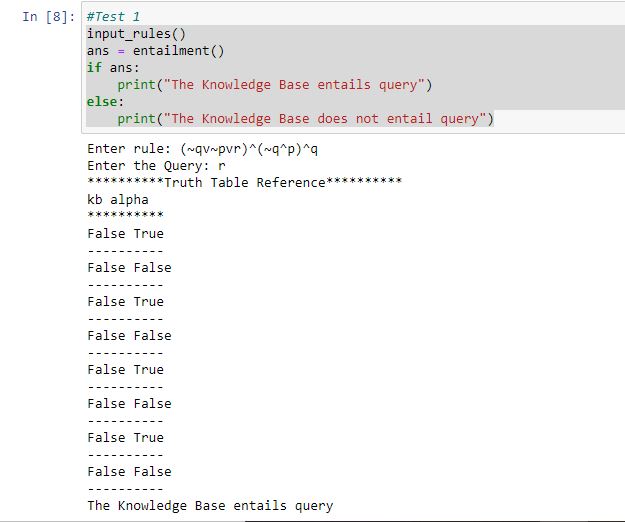 In [8]: #Test 1
input_rules()
ans = entailment()
if ans:
    print("The Knowledge Base entails query")
else:
    print("The Knowledge Base does not entail query")
Enter rule: (~qv~pvr)^(~q^p)^q
Enter the Query: r
**********Truth Table Reference**********
kb alpha
**********
False True
----------
False False
----------
False True
----------
False False
----------
False True
----------
False False
----------
False True
----------
False False
----------
The Knowledge Base entails query